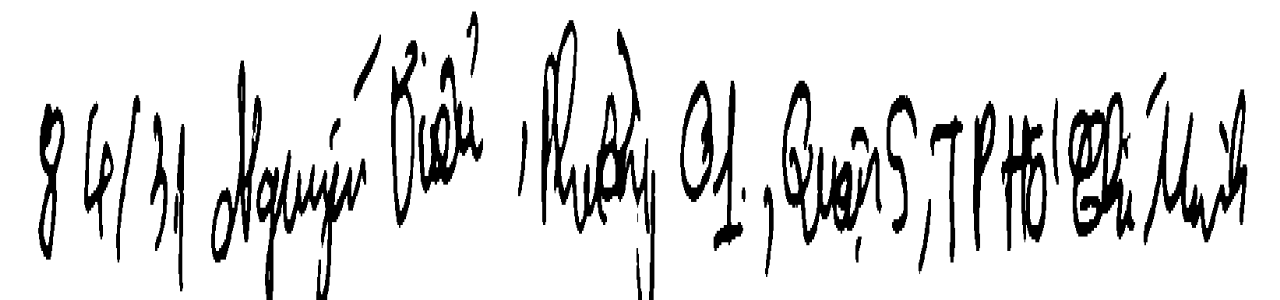 84/31 Nguyễn Biểu, Phường 01, Quận 5, TP Hồ Chí Minh